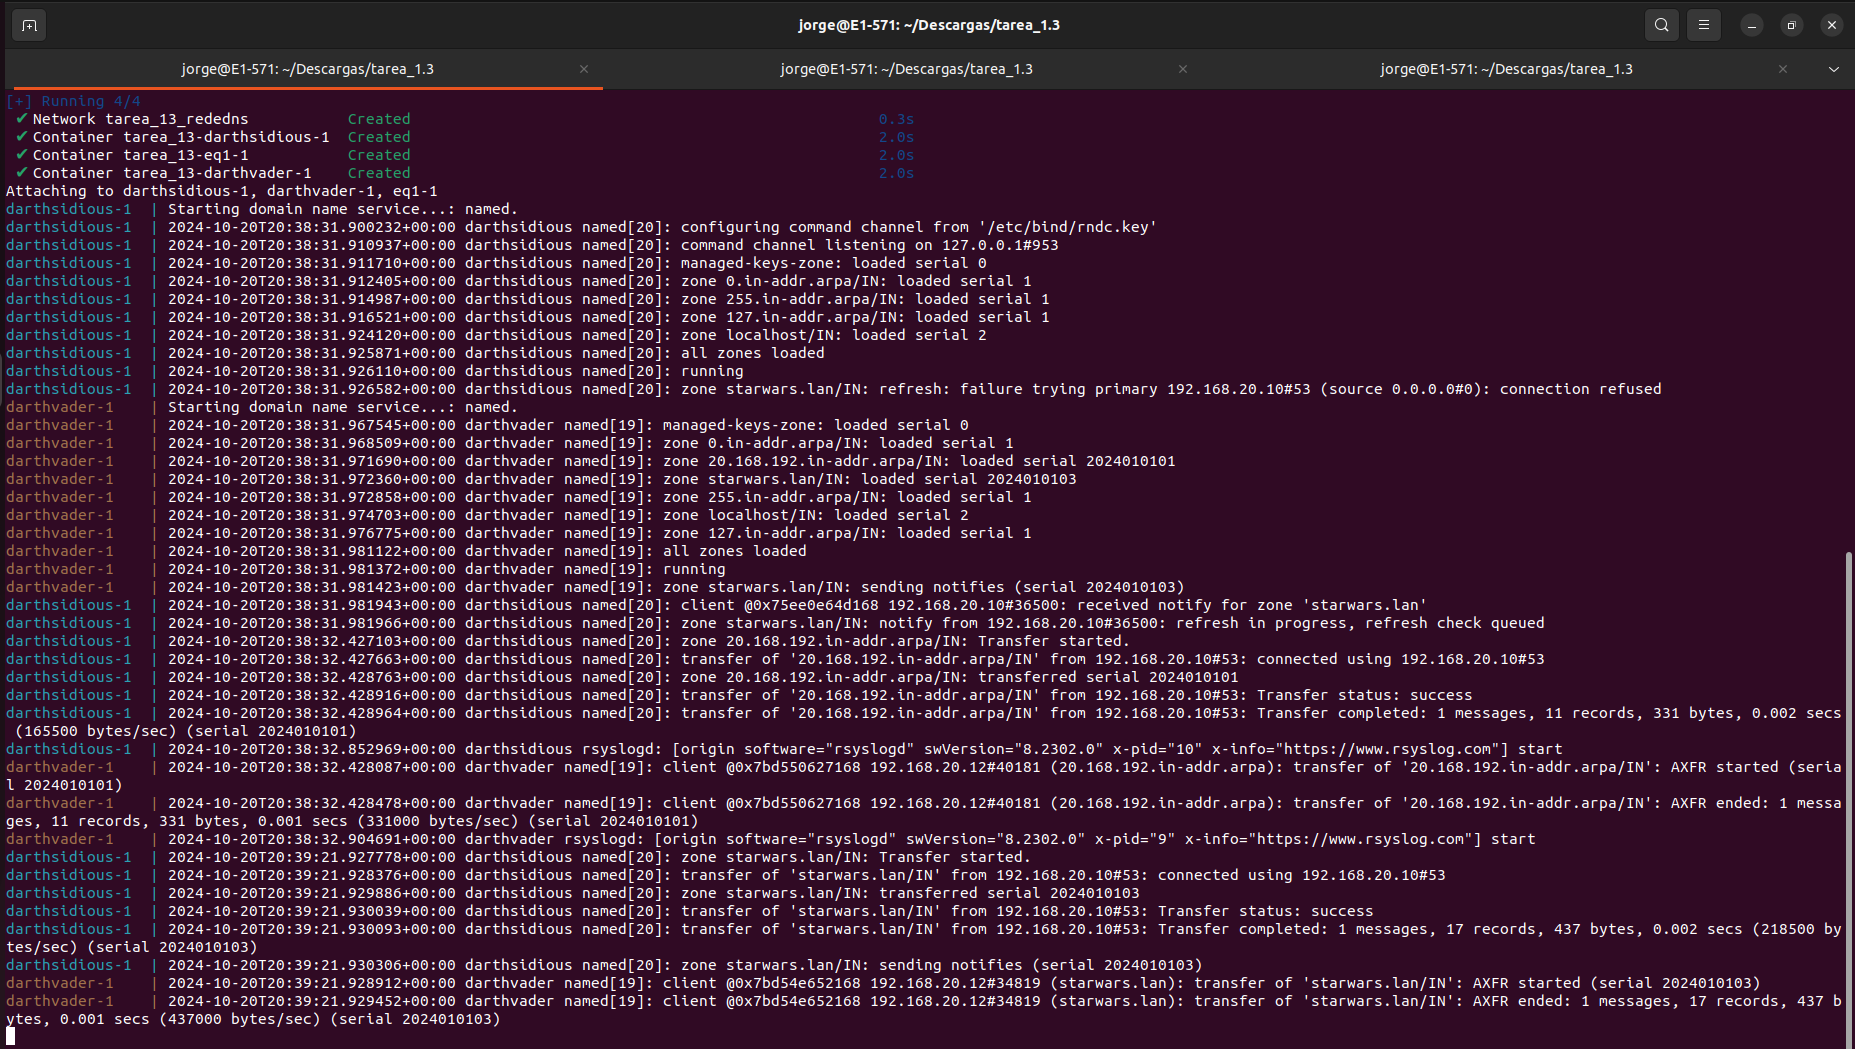 jorge@E1-571: ~/Descargas/tarea_1.3
jorge@E1-571: ~/Descargas/tarea_1.3
jorge@E1-571: ~/Descargas/tarea_1.3
jorge@E1-571: ~/Descargas/tarea_1.3
[+] Running 4/4
✔ Network tarea_13_rededns Created 0.3s
✔ Container tarea_13-darthsidious-1 Created 2.0s
✔ Container tarea_13-eq1-1 Created 2.0s
✔ Container tarea_13-darthvader-1 Created 2.0s
Attaching to darthsidious-1, darthvader-1, eq1-1
darthsidious-1 | Starting domain name service...: named.
darthsidious-1 | 2024-10-20T20:38:31.900232+00:00 darthsidious named[20]: configuring command channel from '/etc/bind/rndc.key'
darthsidious-1 | 2024-10-20T20:38:31.910937+00:00 darthsidious named[20]: command channel listening on 127.0.0.1#953
darthsidious-1 | 2024-10-20T20:38:31.911710+00:00 darthsidious named[20]: managed-keys-zone: loaded serial 0
darthsidious-1 | 2024-10-20T20:38:31.912405+00:00 darthsidious named[20]: zone 0.in-addr.arpa/IN: loaded serial 1
darthsidious-1 | 2024-10-20T20:38:31.914987+00:00 darthsidious named[20]: zone 255.in-addr.arpa/IN: loaded serial 1
darthsidious-1 | 2024-10-20T20:38:31.916521+00:00 darthsidious named[20]: zone 127.in-addr.arpa/IN: loaded serial 1
darthsidious-1 | 2024-10-20T20:38:31.924120+00:00 darthsidious named[20]: zone localhost/IN: loaded serial 2
darthsidious-1 | 2024-10-20T20:38:31.925871+00:00 darthsidious named[20]: all zones loaded
darthsidious-1 | 2024-10-20T20:38:31.926110+00:00 darthsidious named[20]: running
darthsidious-1 | 2024-10-20T20:38:31.926582+00:00 darthsidious named[20]: zone starwars.lan/IN: refresh: failure trying primary 192.168.20.10#53 (source 0.0.0.0#0): connection refused
darthvader-1 | Starting domain name service...: named.
darthvader-1 | 2024-10-20T20:38:31.967545+00:00 darthvader named[19]: managed-keys-zone: loaded serial 0
darthvader-1 | 2024-10-20T20:38:31.968509+00:00 darthvader named[19]: zone 0.in-addr.arpa/IN: loaded serial 1
darthvader-1 | 2024-10-20T20:38:31.971690+00:00 darthvader named[19]: zone 20.168.192.in-addr.arpa/IN: loaded serial 2024010101
darthvader-1 | 2024-10-20T20:38:31.972360+00:00 darthvader named[19]: zone starwars.lan/IN: loaded serial 2024010103
darthvader-1 | 2024-10-20T20:38:31.972858+00:00 darthvader named[19]: zone 255.in-addr.arpa/IN: loaded serial 1
darthvader-1 | 2024-10-20T20:38:31.974703+00:00 darthvader named[19]: zone localhost/IN: loaded serial 2
darthvader-1 | 2024-10-20T20:38:31.976775+00:00 darthvader named[19]: zone 127.in-addr.arpa/IN: loaded serial 1
darthvader-1 | 2024-10-20T20:38:31.981122+00:00 darthvader named[19]: all zones loaded
darthvader-1 | 2024-10-20T20:38:31.981372+00:00 darthvader named[19]: running
darthvader-1 | 2024-10-20T20:38:31.981423+00:00 darthvader named[19]: zone starwars.lan/IN: sending notifies (serial 2024010103)
darthsidious-1 | 2024-10-20T20:38:31.981943+00:00 darthsidious named[20]: client @0x75ee0e64d168 192.168.20.10#36500: received notify for zone 'starwars.lan'
darthsidious-1 | 2024-10-20T20:38:31.981966+00:00 darthsidious named[20]: zone starwars.lan/IN: notify from 192.168.20.10#36500: refresh in progress, refresh check queued
darthsidious-1 | 2024-10-20T20:38:32.427103+00:00 darthsidious named[20]: zone 20.168.192.in-addr.arpa/IN: Transfer started.
darthsidious-1 | 2024-10-20T20:38:32.427663+00:00 darthsidious named[20]: transfer of '20.168.192.in-addr.arpa/IN' from 192.168.20.10#53: connected using 192.168.20.10#53
darthsidious-1 | 2024-10-20T20:38:32.428763+00:00 darthsidious named[20]: zone 20.168.192.in-addr.arpa/IN: transferred serial 2024010101
darthsidious-1 | 2024-10-20T20:38:32.428916+00:00 darthsidious named[20]: transfer of '20.168.192.in-addr.arpa/IN' from 192.168.20.10#53: Transfer status: success
darthsidious-1 | 2024-10-20T20:38:32.428964+00:00 darthsidious named[20]: transfer of '20.168.192.in-addr.arpa/IN' from 192.168.20.10#53: Transfer completed: 1 messages, 11 records, 331 bytes, 0.002 secs
(165500 bytes/sec) (serial 2024010101)
darthsidious-1 | 2024-10-20T20:38:32.852969+00:00 darthsidious rsyslogd: [origin software="rsyslogd" swVersion="8.2302.0" x-pid="10" x-info="https://www.rsyslog.com"] start
darthvader-1 | 2024-10-20T20:38:32.428087+00:00 darthvader named[19]: client @0x7bd550627168 192.168.20.12#40181 (20.168.192.in-addr.arpa): transfer of '20.168.192.in-addr.arpa/IN': AXFR started (seria
l 2024010101)
darthvader-1 | 2024-10-20T20:38:32.428478+00:00 darthvader named[19]: client @0x7bd550627168 192.168.20.12#40181 (20.168.192.in-addr.arpa): transfer of '20.168.192.in-addr.arpa/IN': AXFR ended: 1 messa
ges, 11 records, 331 bytes, 0.001 secs (331000 bytes/sec) (serial 2024010101)
darthvader-1 | 2024-10-20T20:38:32.904691+00:00 darthvader rsyslogd: [origin software="rsyslogd" swVersion="8.2302.0" x-pid="9" x-info="https://www.rsyslog.com"] start
darthsidious-1 | 2024-10-20T20:39:21.927778+00:00 darthsidious named[20]: zone starwars.lan/IN: Transfer started.
darthsidious-1 | 2024-10-20T20:39:21.928376+00:00 darthsidious named[20]: transfer of 'starwars.lan/IN' from 192.168.20.10#53: connected using 192.168.20.10#53
darthsidious-1 | 2024-10-20T20:39:21.929886+00:00 darthsidious named[20]: zone starwars.lan/IN: transferred serial 2024010103
darthsidious-1 | 2024-10-20T20:39:21.930039+00:00 darthsidious named[20]: transfer of 'starwars.lan/IN' from 192.168.20.10#53: Transfer status: success
darthsidious-1 | 2024-10-20T20:39:21.930093+00:00 darthsidious named[20]: transfer of 'starwars.lan/IN' from 192.168.20.10#53: Transfer completed: 1 messages, 17 records, 437 bytes, 0.002 secs (218500 by
tes/sec) (serial 2024010103)
darthsidious-1 | 2024-10-20T20:39:21.930306+00:00 darthsidious named[20]: zone starwars.lan/IN: sending notifies (serial 2024010103)
darthvader-1 | 2024-10-20T20:39:21.928912+00:00 darthvader named[19]: client @0x7bd54e652168 192.168.20.12#34819 (starwars.lan): transfer of 'starwars.lan/IN': AXFR started (serial 2024010103)
darthvader-1 | 2024-10-20T20:39:21.929452+00:00 darthvader named[19]: client @0x7bd54e652168 192.168.20.12#34819 (starwars.lan): transfer of 'starwars.lan/IN': AXFR ended: 1 messages, 17 records, 437 b
ytes, 0.001 secs (437000 bytes/sec) (serial 2024010103)